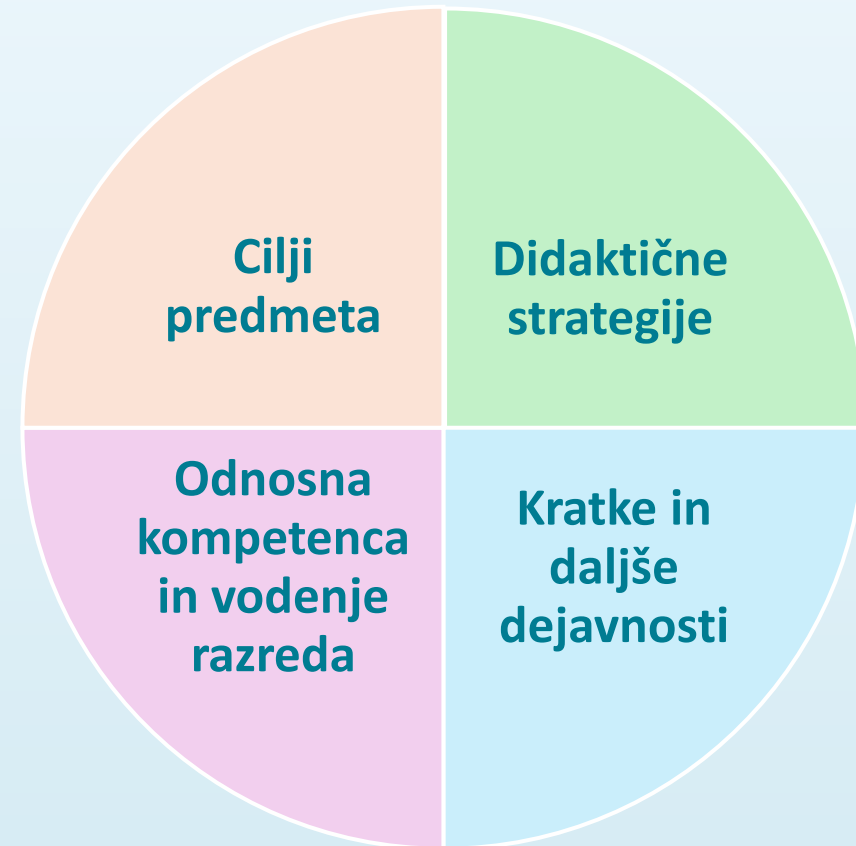 Cilji
predmeta
Didaktične
strategije
Odnosna
kompetenca
in vodenje
razreda
Kratke in
daljše
dejavnosti